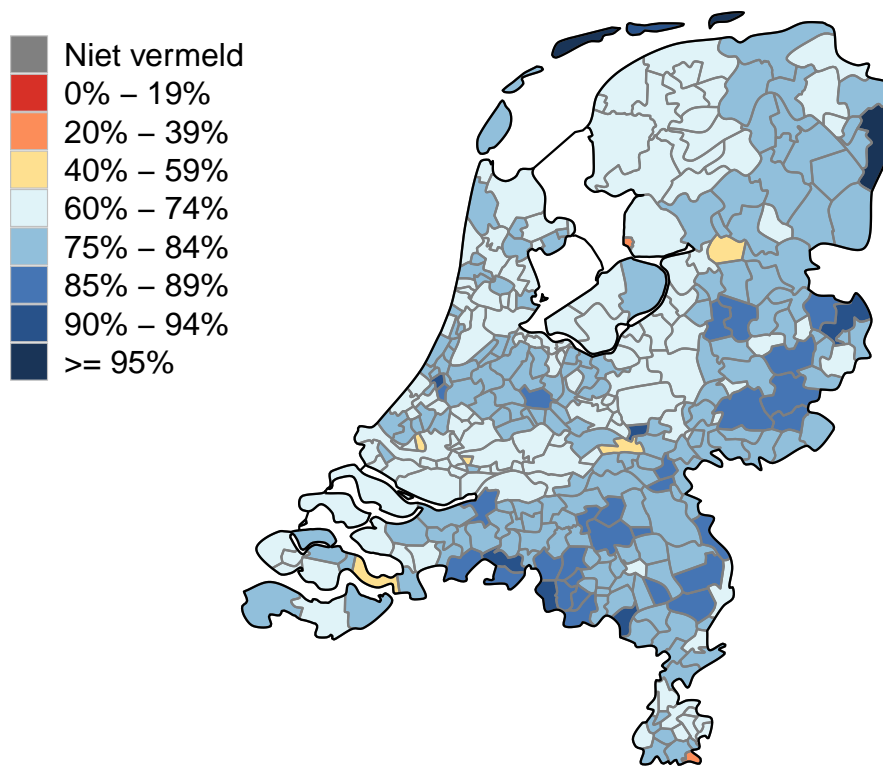 Niet vermeld
0% – 19%
20% – 39%
40% – 59%
60% – 74%
75% – 84%
85% – 89%
90% – 94%
>= 95%